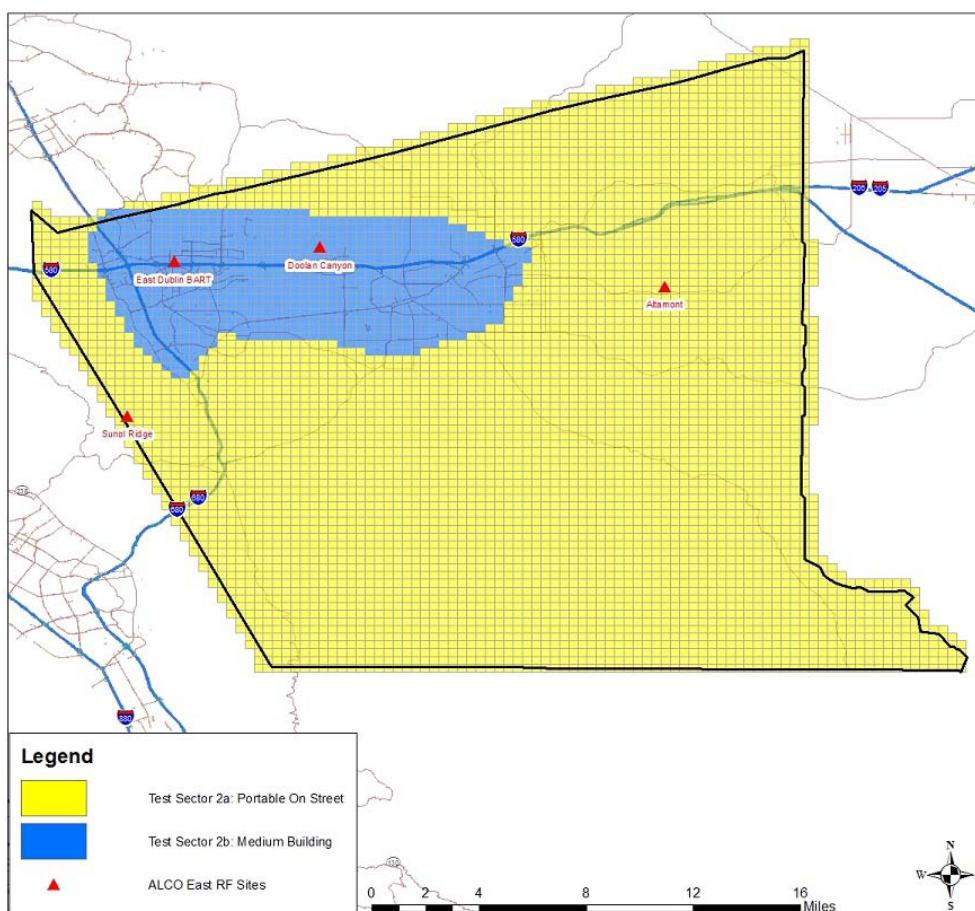 205
205
580
Doolan Canyon
East Dublin BART
580
Altamont
Sunol Ridge
680
680
880
Legend
Test Sector 2a: Portable On Street
Test Sector 2b: Medium Building
ALCO East RF Sites
N
W
E
S
0 2 4 8 12 16
Miles